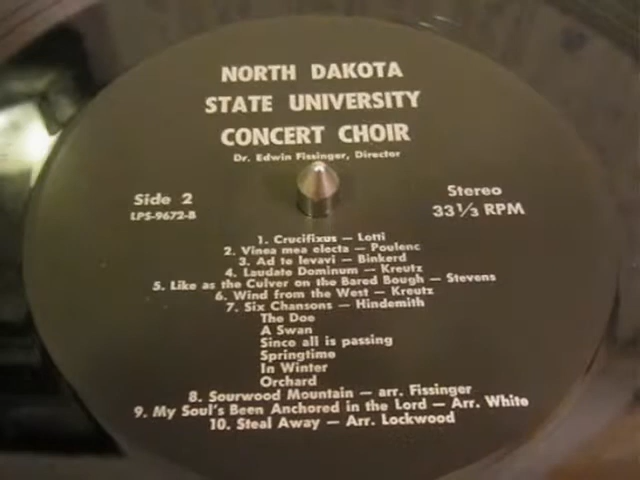 NORTH DAKOTA
STATE UNIVERSITY
CONCERT CHOIR
Dr. Edwin Fissinger, Director
Side 2
LPS-9672-B
Stereo
33 1/3 RPM
1. Crucifixus — Lotti
2. Vinea mea electa — Poulenc
3. Ad te levavi — Binkerd
4. Laudate Dominum — Kreutz
5. Like as the Culver on the Bared Bough — Stevens
6. Wind from the West — Kreutz
7. Six Chansons — Hindemith
The Doe
A Swan
Since all is passing
Springtime
In Winter
Orchard
8. Sourwood Mountain — arr. Fissinger
9. My Soul's Been Anchored in the Lord — Arr. White
10. Steal Away — Arr. Lockwood